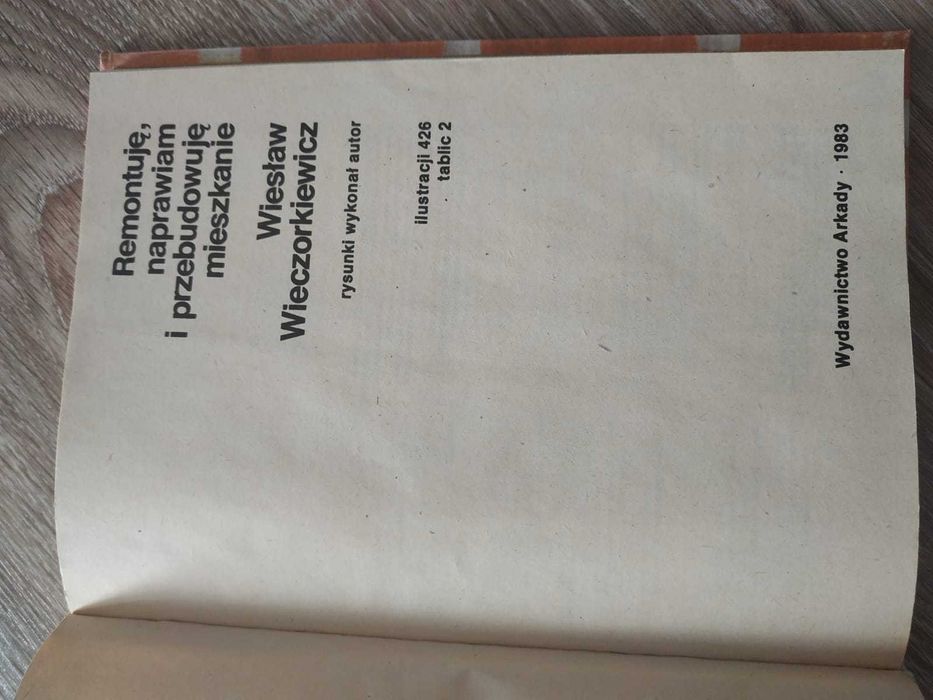 Remontuję,
naprawiam
i przebudowuję
mieszkanie
Wiesław
Wieczorkiewicz
rysunki wykonał autor
ilustracji 426
tablic 2
Wydawnictwo Arkady · 1983